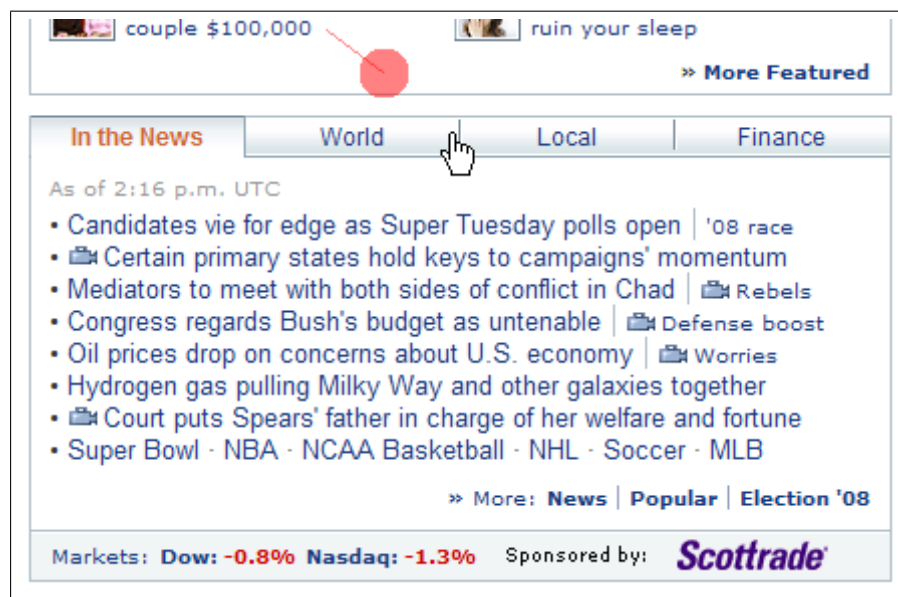 couple $100,000 ruin your sleep
» More Featured
In the News World Local Finance
As of 2:16 p.m. UTC
• Candidates vie for edge as Super Tuesday polls open | '08 race
• Certain primary states hold keys to campaigns' momentum
• Mediators to meet with both sides of conflict in Chad | Rebels
• Congress regards Bush's budget as untenable | Defense boost
• Oil prices drop on concerns about U.S. economy | Worries
• Hydrogen gas pulling Milky Way and other galaxies together
• Court puts Spears' father in charge of her welfare and fortune
• Super Bowl · NBA · NCAA Basketball · NHL · Soccer · MLB
» More: News | Popular | Election '08
Markets: Dow: -0.8% Nasdaq: -1.3% Sponsored by: Scottrade